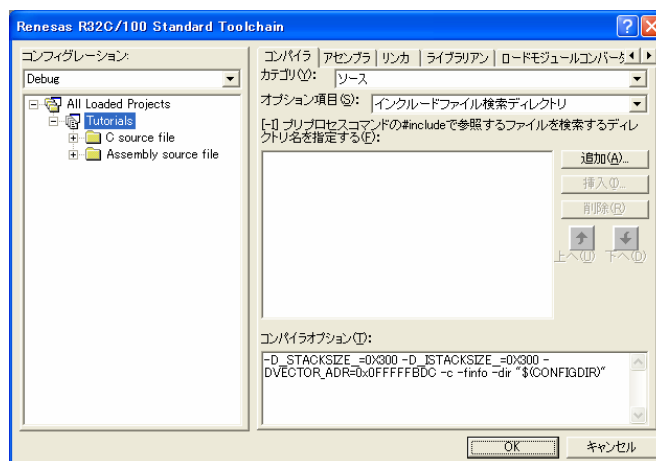 Renesas R32C/100 Standard Toolchain
コンフィグレーション:
Debug
All Loaded Projects
Tutorials
C source file
Assembly source file
コンパイラ アセンブラ リンカ ライブラリアン ロードモジュールコンバータ
カテゴリ(Y): ソース
オプション項目(S): インクルードファイル検索ディレクトリ
[-I] プリプロセスコマンドの#includeで参照するファイルを検索するディレ
クトリ名を指定する(F):
追加(A)...
挿入(I)...
削除(R)
上へ(U) 下へ(D)
コンパイラオプション(T):
-D_STACKSIZE_=0X300 -D_ISTACKSIZE_=0X300 -
DVECTOR_ADR=0x0FFFFFBDC -c -finfo -dir "$(CONFIGDIR)"
OK キャンセル